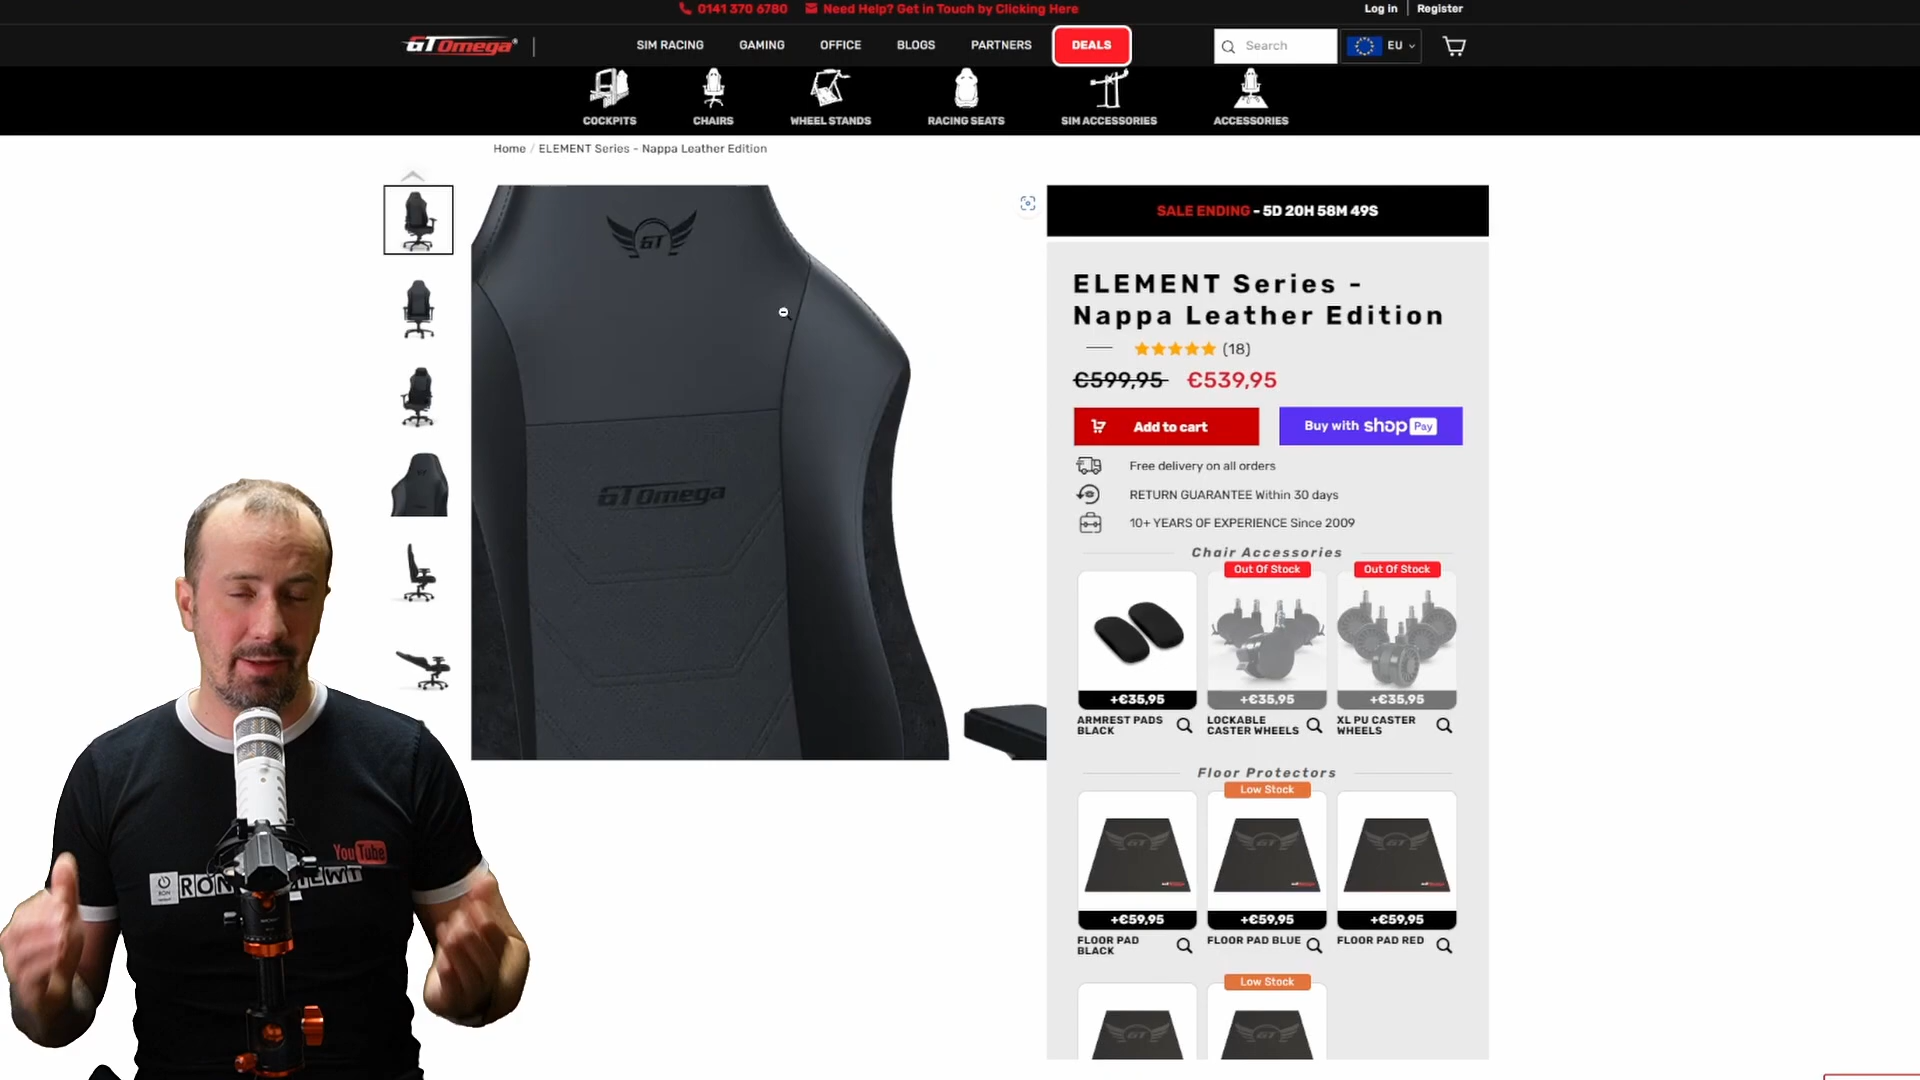 0141 370 6780 Need Help? Get in Touch by Clicking Here Log in Register
GT Omega SIM RACING GAMING OFFICE BLOGS PARTNERS DEALS Search EU
COCKPITS CHAIRS WHEEL STANDS RACING SEATS SIM ACCESSORIES ACCESSORIES
Home / ELEMENT Series - Nappa Leather Edition
SALE ENDING - 5D 20H 58M 49S
GT
GT Omega
ELEMENT Series -
Nappa Leather Edition
(18)
€599,95 €539,95
Add to cart Buy with shop Pay
Free delivery on all orders
RETURN GUARANTEE Within 30 days
10+ YEARS OF EXPERIENCE Since 2009
Chair Accessories
Out Of Stock Out Of Stock
+€35,95 +€35,95 +€35,95
ARMREST PADS BLACK
LOCKABLE CASTER WHEELS
XL PU CASTER WHEELS
Floor Protectors
Low Stock
GT GT GT
+€59,95 +€59,95 +€59,95
FLOOR PAD BLACK
FLOOR PAD BLUE
FLOOR PAD RED
Low Stock
GT GT
YouTube